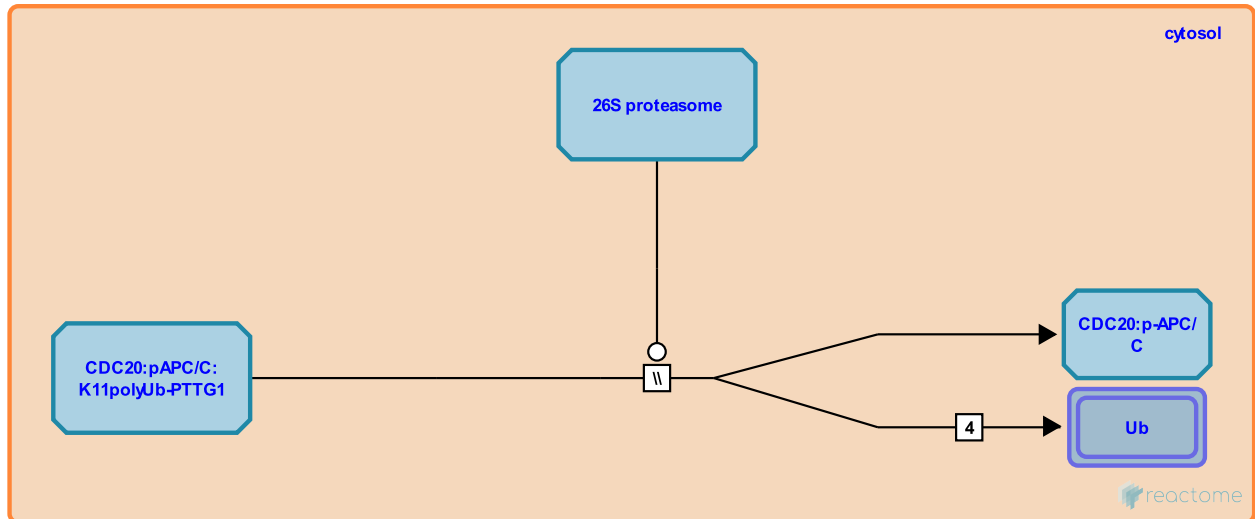 cytosol
26S proteasome
CDC20:pAPC/C:
K11polyUb-PTTG1
\\
CDC20:p-APC/
C
4
Ub
reactome